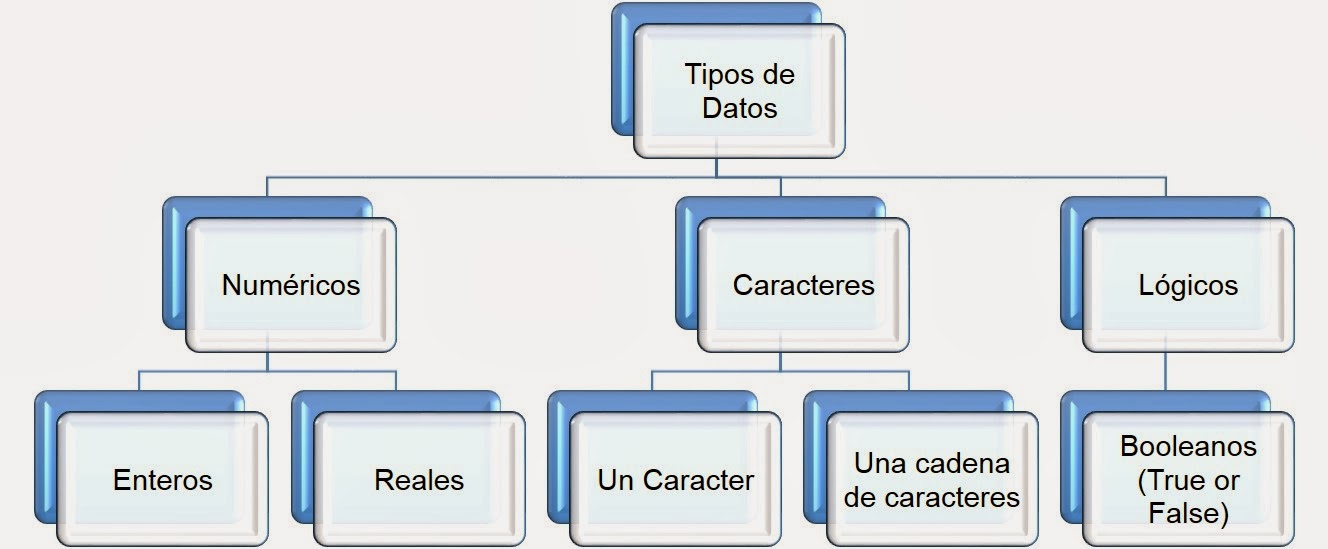 Tipos de
Datos
Numéricos
Caracteres
Lógicos
Enteros
Reales
Un Caracter
Una cadena
de caracteres
Booleanos
(True or
False)